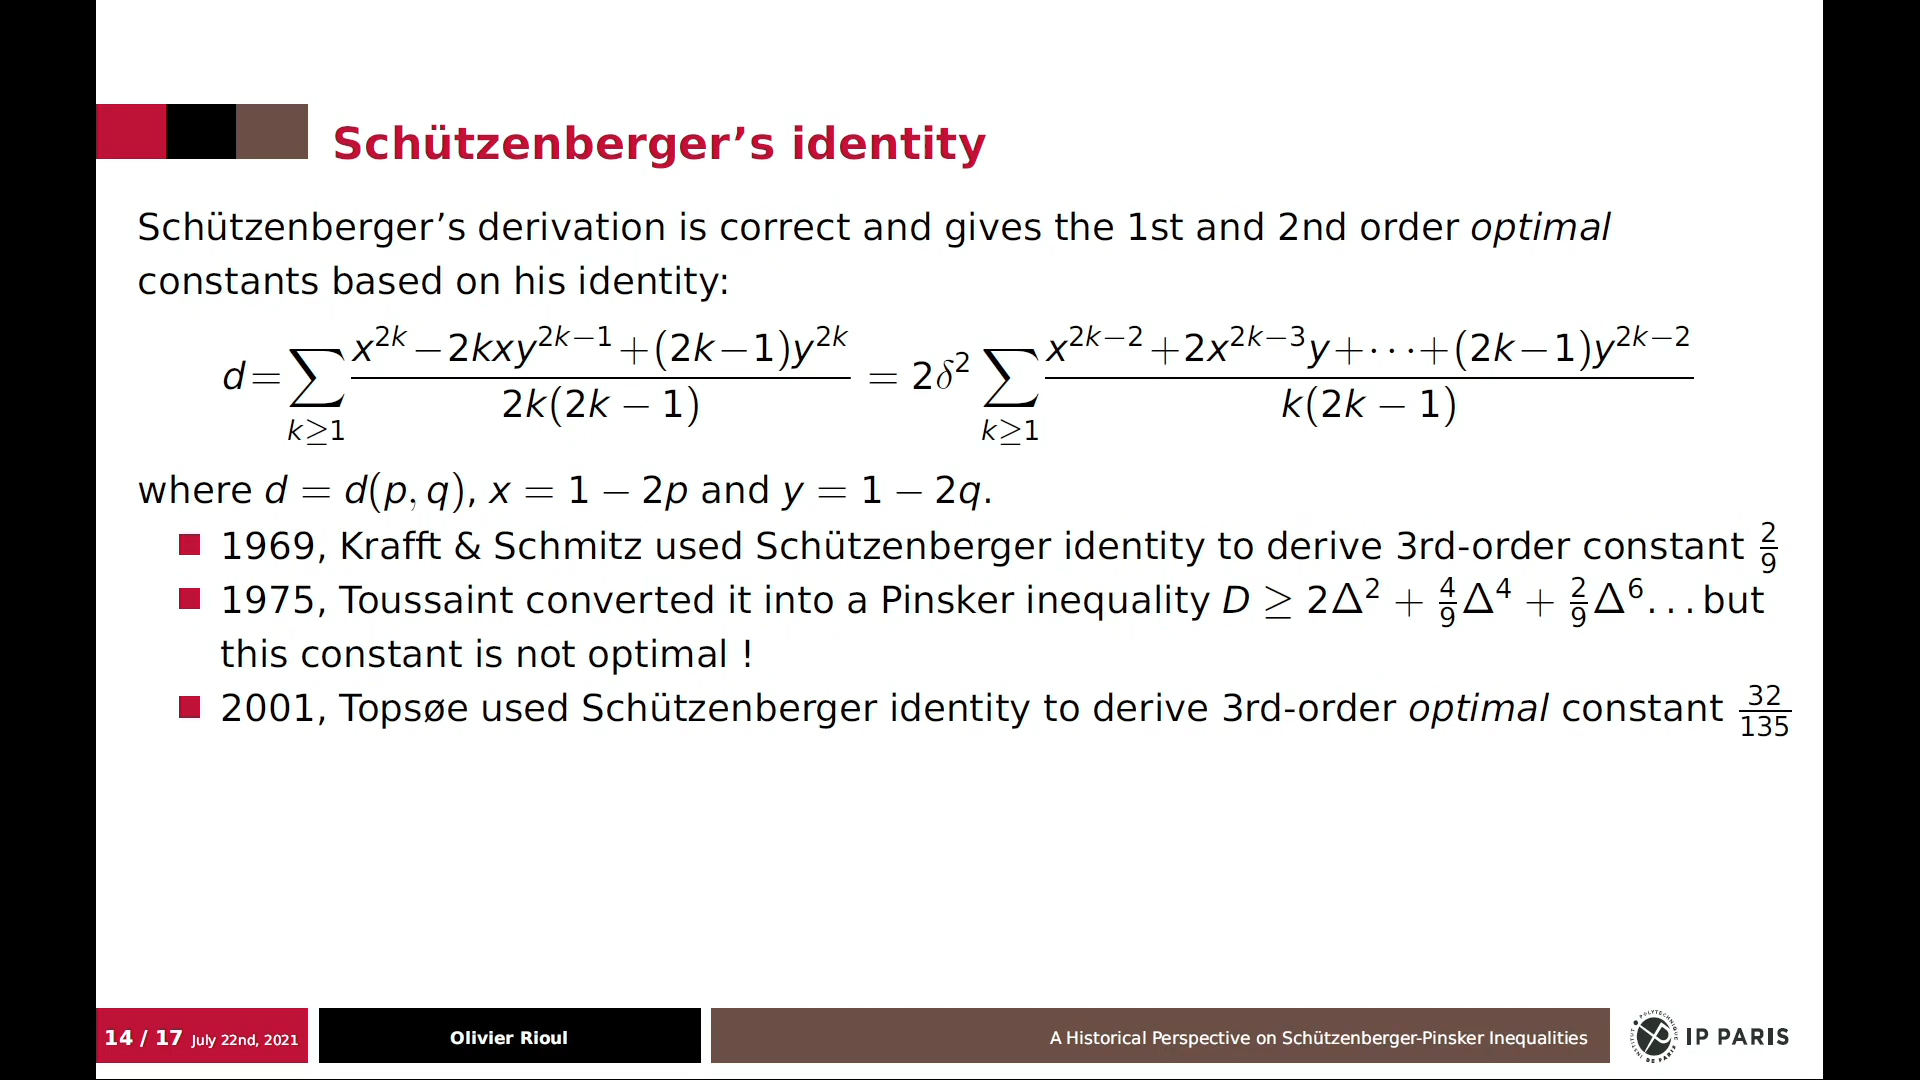 Schützenberger’s identity
Schützenberger’s derivation is correct and gives the 1st and 2nd order optimal
constants based on his identity:
d = ∑_{k≥1} (x^{2k} − 2kxy^{2k−1} + (2k−1)y^{2k}) / (2k(2k − 1)) = 2δ² ∑_{k≥1} (x^{2k−2} + 2x^{2k−3}y + ··· + (2k−1)y^{2k−2}) / (k(2k − 1))
where d = d(p, q), x = 1 − 2p and y = 1 − 2q.
1969, Krafft & Schmitz used Schützenberger identity to derive 3rd-order constant 2/9
1975, Toussaint converted it into a Pinsker inequality D ≥ 2Δ² + 4/9 Δ⁴ + 2/9 Δ⁶... but
this constant is not optimal !
2001, Topsøe used Schützenberger identity to derive 3rd-order optimal constant 32/135
14 / 17 July 22nd, 2021
Olivier Rioul
A Historical Perspective on Schützenberger-Pinsker Inequalities
INSTITUT POLYTECHNIQUE DE PARIS
IP PARIS